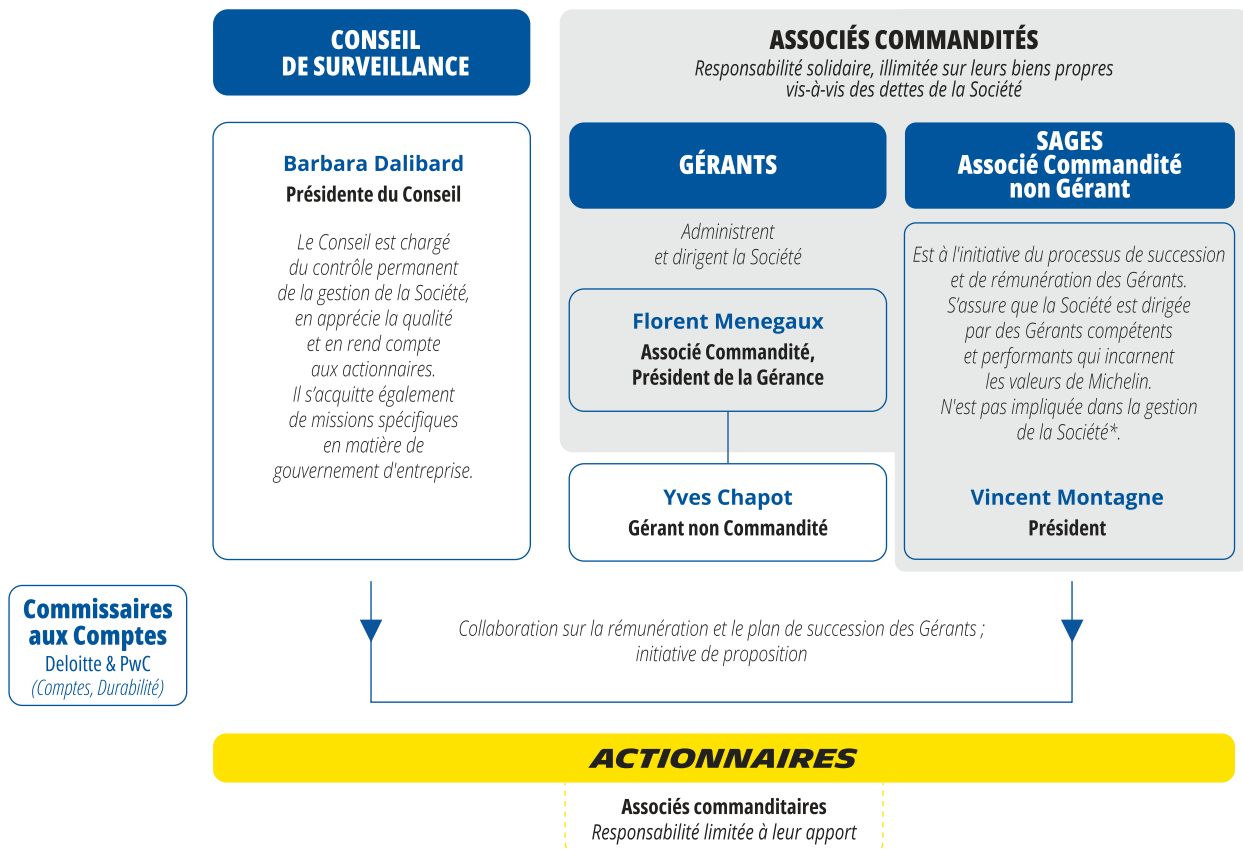 CONSEIL
DE SURVEILLANCE
Barbara Dalibard
Présidente du Conseil
Le Conseil est chargé
du contrôle permanent
de la gestion de la Société,
en apprécie la qualité
et en rend compte
aux actionnaires.
Il s’acquitte également
de missions spécifiques
en matière de
gouvernement d'entreprise.
ASSOCIÉS COMMANDITÉS
Responsabilité solidaire, illimitée sur leurs biens propres
vis-à-vis des dettes de la Société
GÉRANTS
Administrent
et dirigent la Société
Florent Menegaux
Associé Commandité,
Président de la Gérance
Yves Chapot
Gérant non Commandité
SAGES
Associé Commandité
non Gérant
Est à l'initiative du processus de succession
et de rémunération des Gérants.
S’assure que la Société est dirigée
par des Gérants compétents
et performants qui incarnent
les valeurs de Michelin.
N'est pas impliquée dans la gestion
de la Société*.
Vincent Montagne
Président
Commissaires
aux Comptes
Deloitte & PwC
(Comptes, Durabilité)
Collaboration sur la rémunération et le plan de succession des Gérants ;
initiative de proposition
ACTIONNAIRES
Associés commanditaires
Responsabilité limitée à leur apport